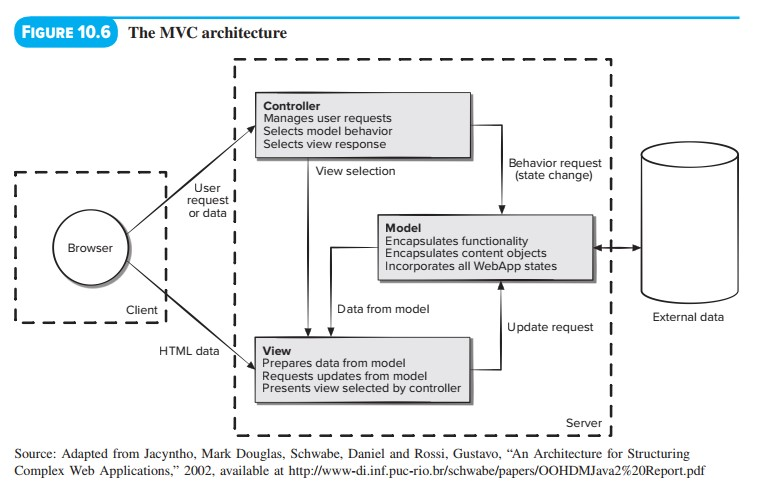 FIGURE 10.6 The MVC architecture
Controller
Manages user requests
Selects model behavior
Selects view response
User
request
or data
View selection
Behavior request
(state change)
Browser
Client
Model
Encapsulates functionality
Encapsulates content objects
Incorporates all WebApp states
External data
Data from model
Update request
HTML data
View
Prepares data from model
Requests updates from model
Presents view selected by controller
Server
Source: Adapted from Jacyntho, Mark Douglas, Schwabe, Daniel and Rossi, Gustavo, “An Architecture for Structuring
Complex Web Applications,” 2002, available at http://www-di.inf.puc-rio.br/schwabe/papers/OOHDMJava2%20Report.pdf